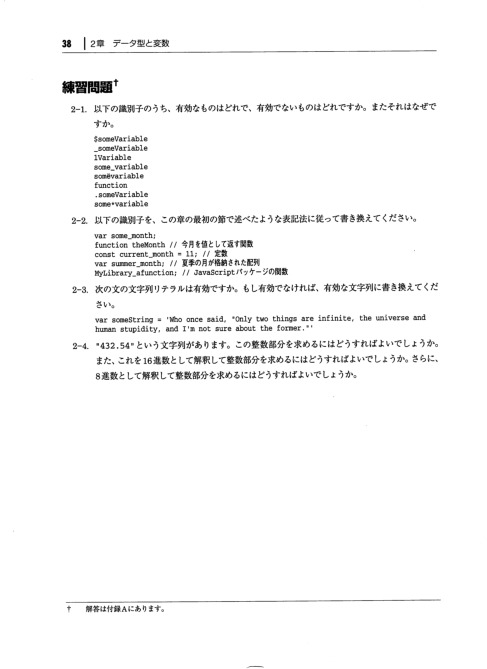 38 | 2章 データ型と変数
練習問題†
2-1. 以下の識別子のうち、有効なものはどれで、有効でないものはどれですか。またそれはなぜで
すか。
$someVariable
_someVariable
1Variable
some_variable
somëvariable
function
.someVariable
some*variable
2-2. 以下の識別子を、この章の最初の節で述べたような表記法に従って書き換えてください。
var some_month;
function theMonth // 今月を値として返す関数
const current_month = 11; // 定数
var summer_month; // 夏季の月が格納された配列
MyLibrary_afunction; // JavaScriptパッケージの関数
2-3. 次の文の文字列リテラルは有効ですか。もし有効でなければ、有効な文字列に書き換えてくだ
さい。
var someString = 'Who once said, "Only two things are infinite, the universe and
human stupidity, and I'm not sure about the former."'
2-4. "432.54"という文字列があります。この整数部分を求めるにはどうすればよいでしょうか。
また、これを16進数として解釈して整数部分を求めるにはどうすればよいでしょうか。さらに、
8進数として解釈して整数部分を求めるにはどうすればよいでしょうか。
† 解答は付録Aにあります。